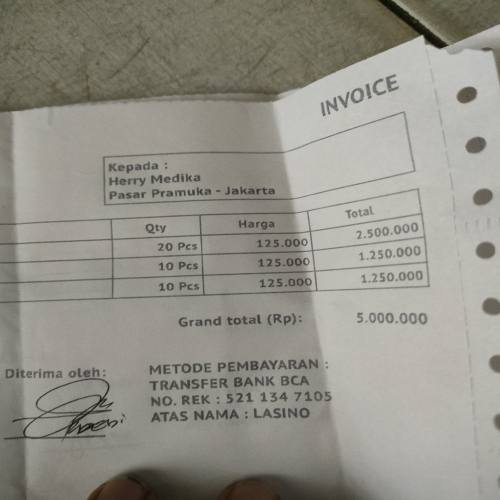 INVOICE
Kepada :
Herry Medika
Pasar Pramuka - Jakarta
Qty Harga Total
20 Pcs 125.000 2.500.000
10 Pcs 125.000 1.250.000
10 Pcs 125.000 1.250.000
Grand total (Rp): 5.000.000
Diterima oleh:
METODE PEMBAYARAN :
TRANSFER BANK BCA
NO. REK : 521 134 7105
ATAS NAMA : LASINO